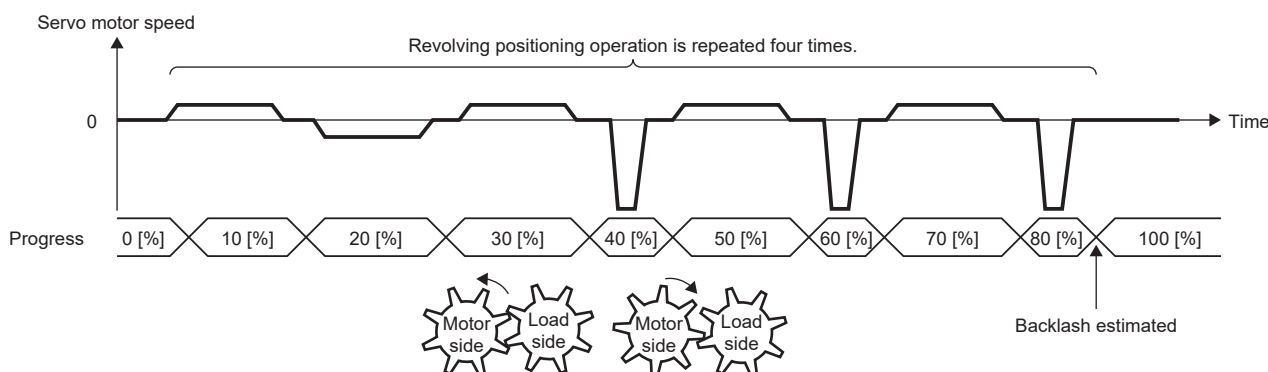 Servo motor speed
Revolving positioning operation is repeated four times.
0
Time
Progress
0 [%]
10 [%]
20 [%]
30 [%]
40 [%]
50 [%]
60 [%]
70 [%]
80 [%]
100 [%]
Motor
side
Load
side
Motor
side
Load
side
Backlash estimated